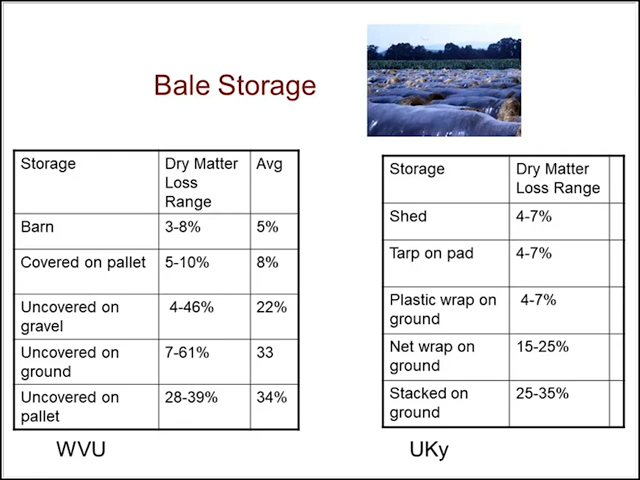 Bale Storage
Storage Dry Matter Loss Range Avg
Barn 3-8% 5%
Covered on pallet 5-10% 8%
Uncovered on gravel 4-46% 22%
Uncovered on ground 7-61% 33
Uncovered on pallet 28-39% 34%
WVU
Storage Dry Matter Loss Range
Shed 4-7%
Tarp on pad 4-7%
Plastic wrap on ground 4-7%
Net wrap on ground 15-25%
Stacked on ground 25-35%
UKy